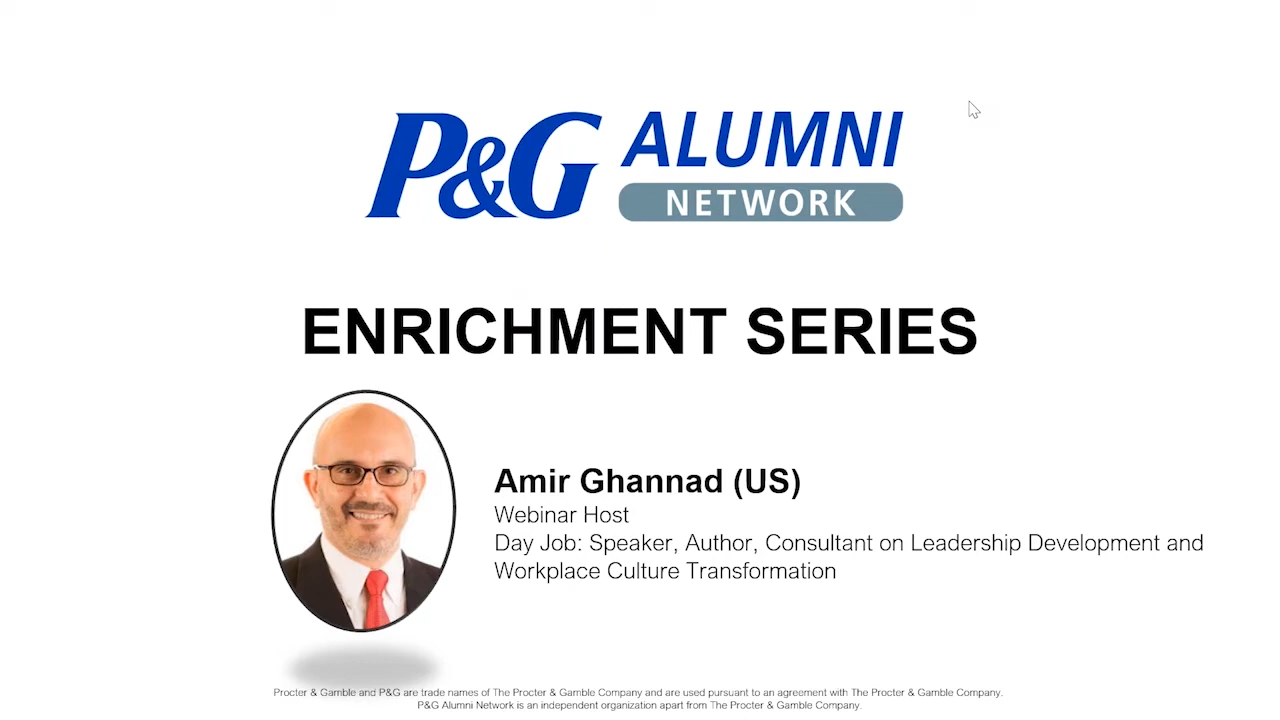 P&G ALUMNI
NETWORK
ENRICHMENT SERIES
Amir Ghannad (US)
Webinar Host
Day Job: Speaker, Author, Consultant on Leadership Development and
Workplace Culture Transformation
Procter & Gamble and P&G are trade names of The Procter & Gamble Company and are used pursuant to an agreement with The Procter & Gamble Company.
P&G Alumni Network is an independent organization apart from The Procter & Gamble Company.